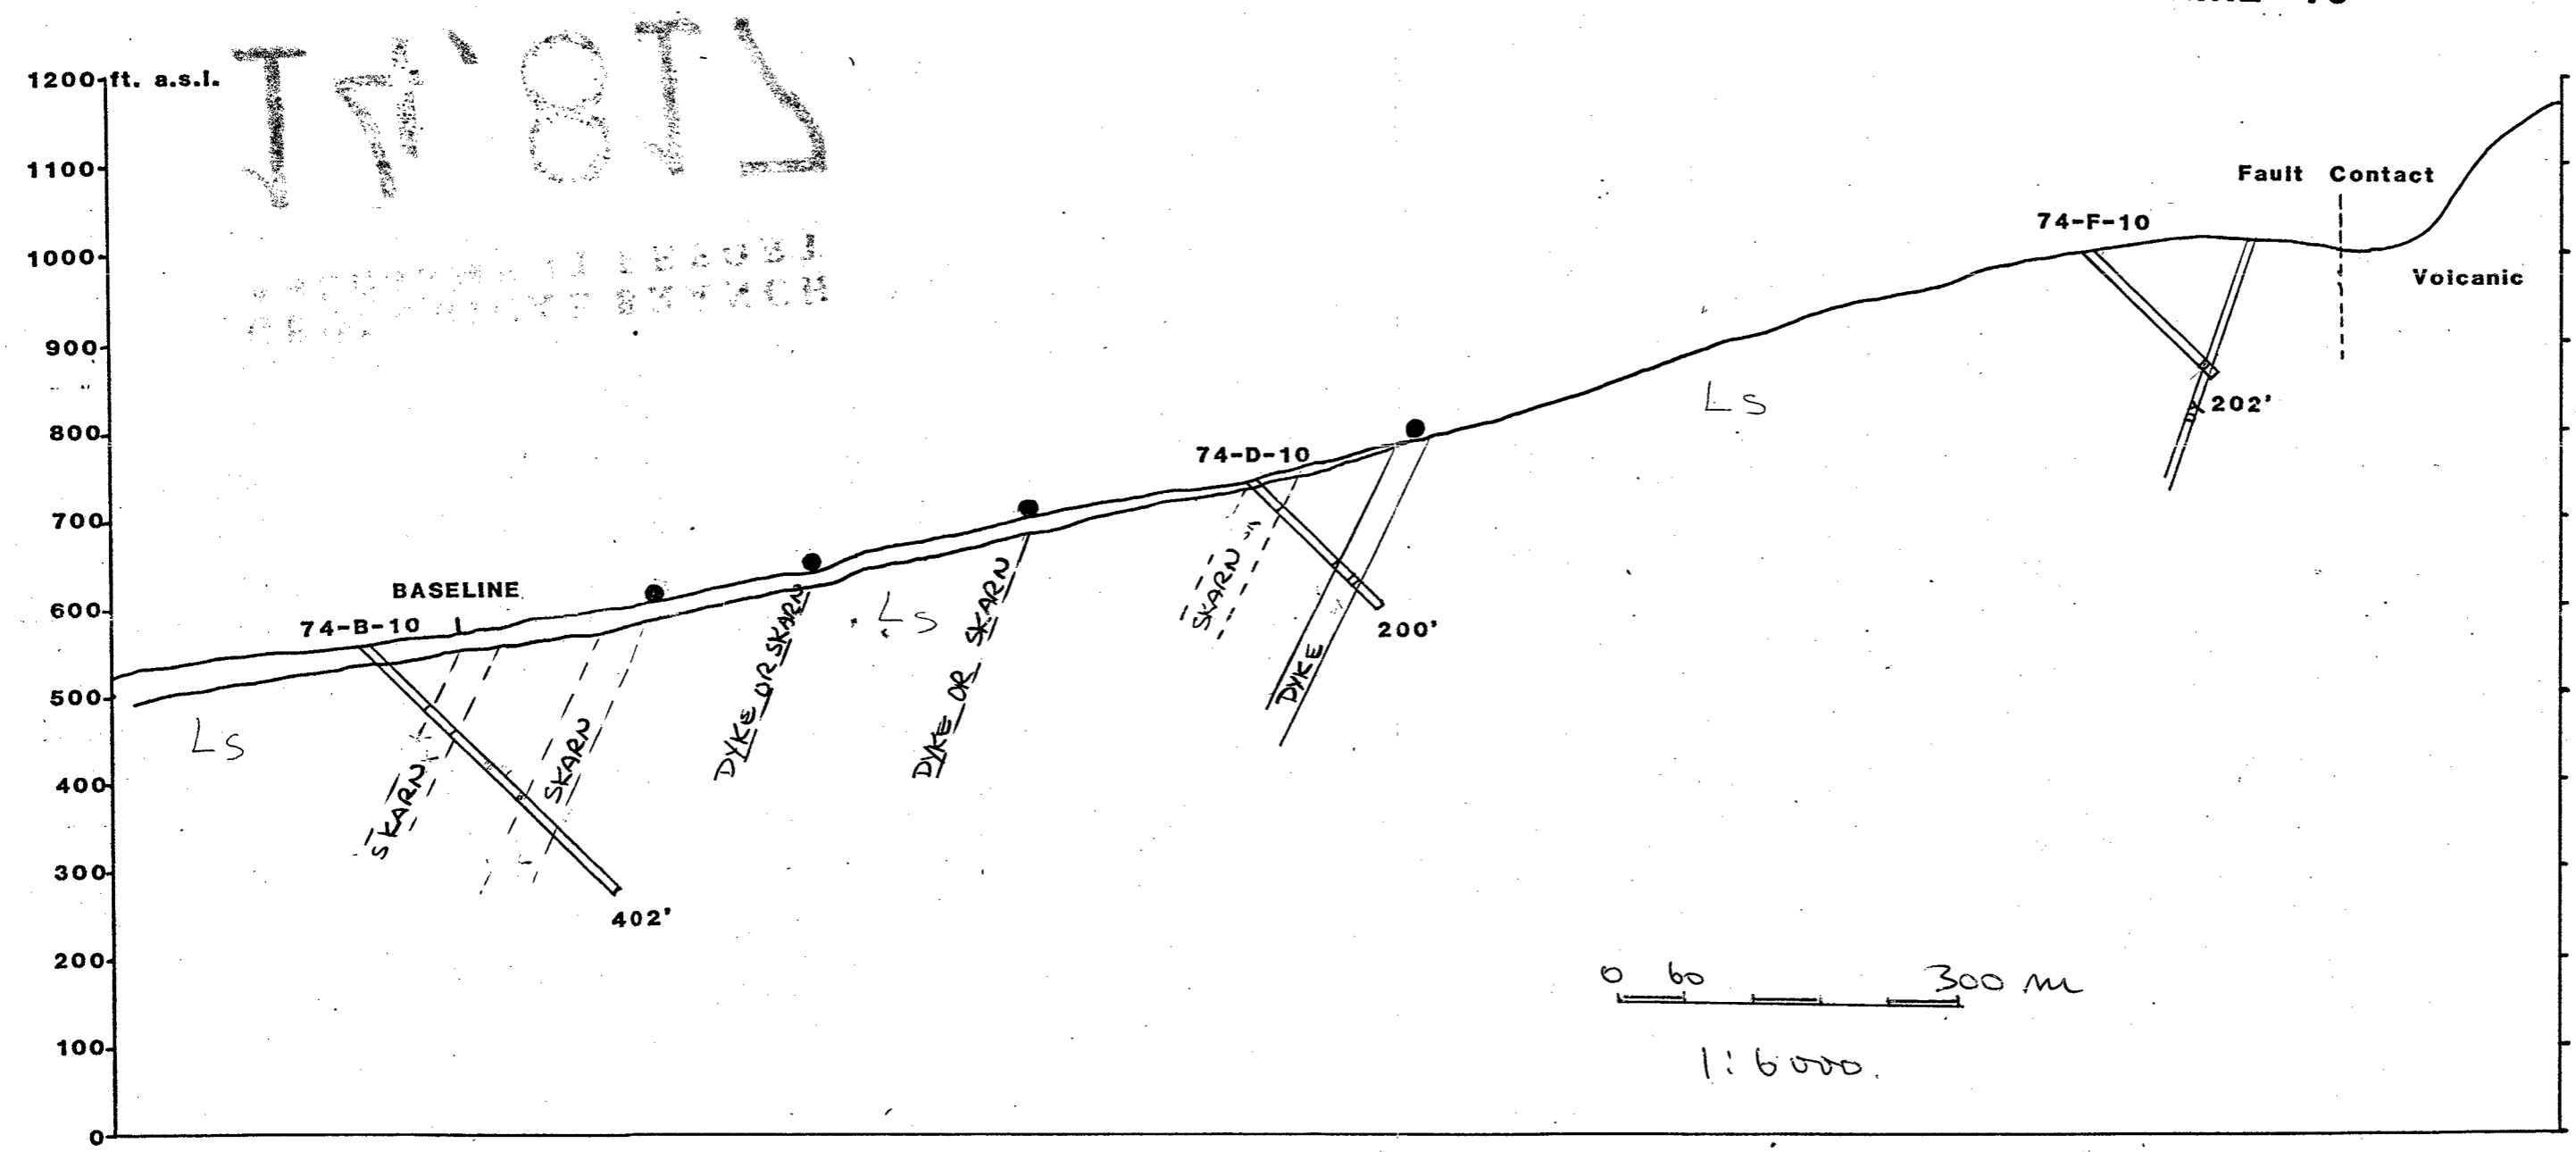 1200 ft. a.s.l.
1100
1000
900
800
700
600
500
400
300
200
100
0
Fault Contact
74-F-10
Volcanic
202'
Ls
74-D-10
SKARN
DYKE
200'
BASELINE
74-B-10
Ls
SKARN
SKARN
DYKE OR SKARN
Ls
DYKE OR SKARN
402'
0 60 300 m
1:6000.